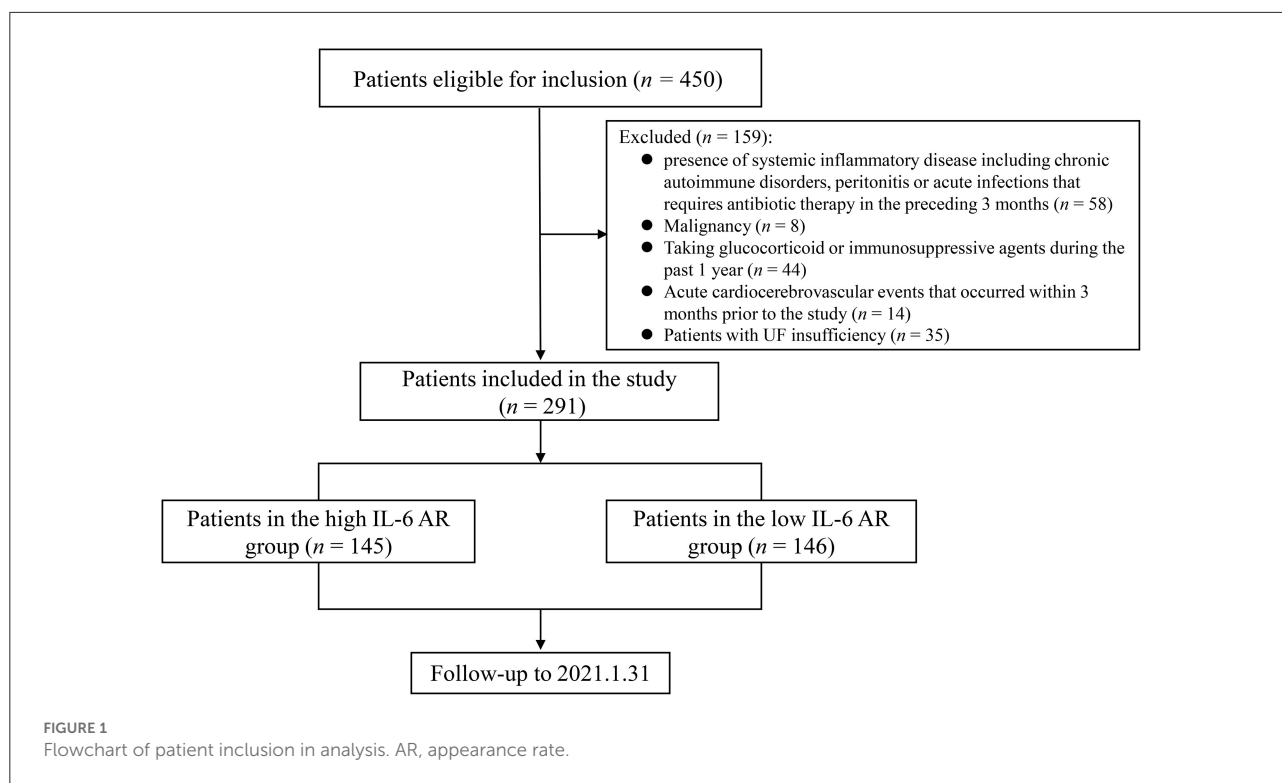 Patients eligible for inclusion (n = 450)
Excluded (n = 159):
● presence of systemic inflammatory disease including chronic
autoimmune disorders, peritonitis or acute infections that
requires antibiotic therapy in the preceding 3 months (n = 58)
● Malignancy (n = 8)
● Taking glucocorticoid or immunosuppressive agents during the
past 1 year (n = 44)
● Acute cardiocerebrovascular events that occurred within 3
months prior to the study (n = 14)
● Patients with UF insufficiency (n = 35)
Patients included in the study
(n = 291)
Patients in the high IL-6 AR
group (n = 145)
Patients in the low IL-6 AR
group (n = 146)
Follow-up to 2021.1.31
FIGURE 1
Flowchart of patient inclusion in analysis. AR, appearance rate.